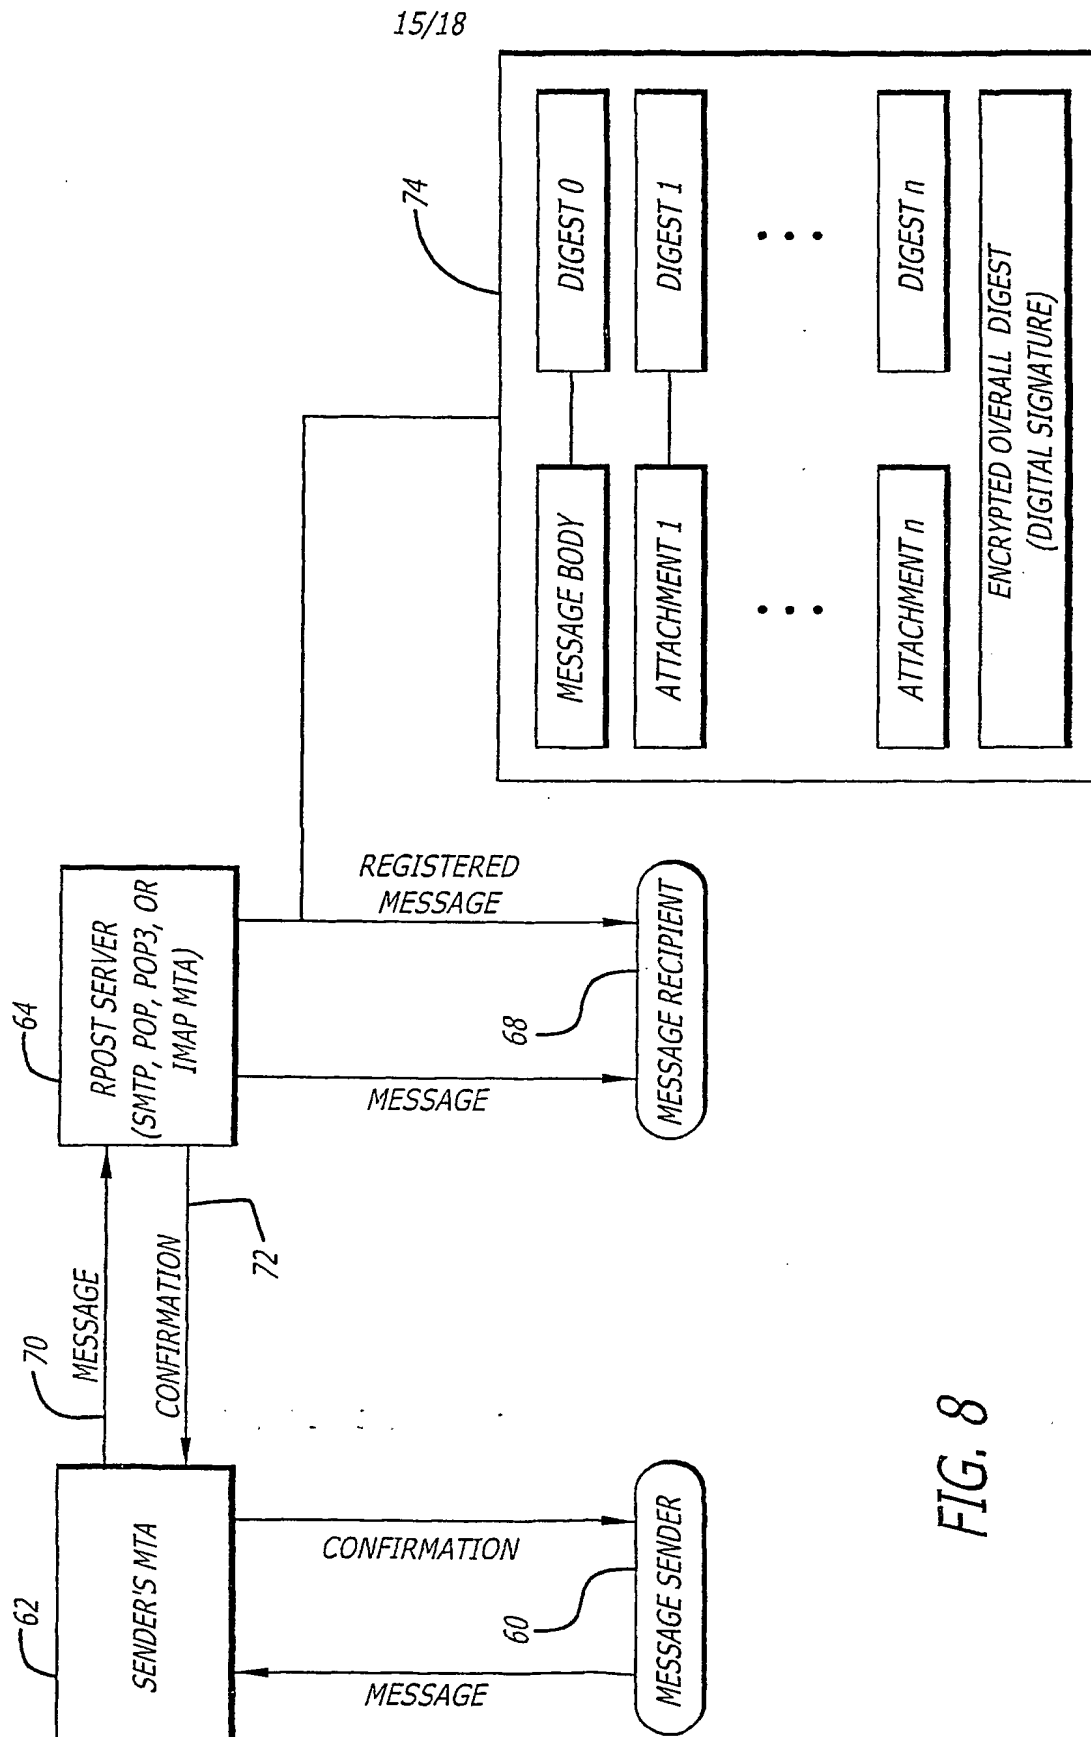 15/18
62
SENDER'S MTA
70
MESSAGE
CONFIRMATION
72
64
RPOST SERVER
(SMTP, POP, POP3, OR
IMAP MTA)
MESSAGE
CONFIRMATION
60
MESSAGE SENDER
MESSAGE
REGISTERED
MESSAGE
68
MESSAGE RECIPIENT
74
MESSAGE BODY
DIGEST 0
ATTACHMENT 1
DIGEST 1
ATTACHMENT n
DIGEST n
ENCRYPTED OVERALL DIGEST
(DIGITAL SIGNATURE)
FIG. 8